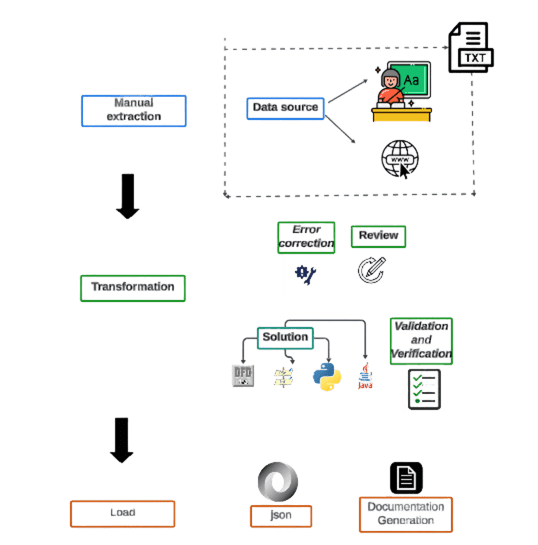 TXT
Manual
extraction
Data source
Aa
www
Error
correction
Review
Transformation
Solution
Validation
and
Verification
DFD
java
Load
json
Documentation
Generation